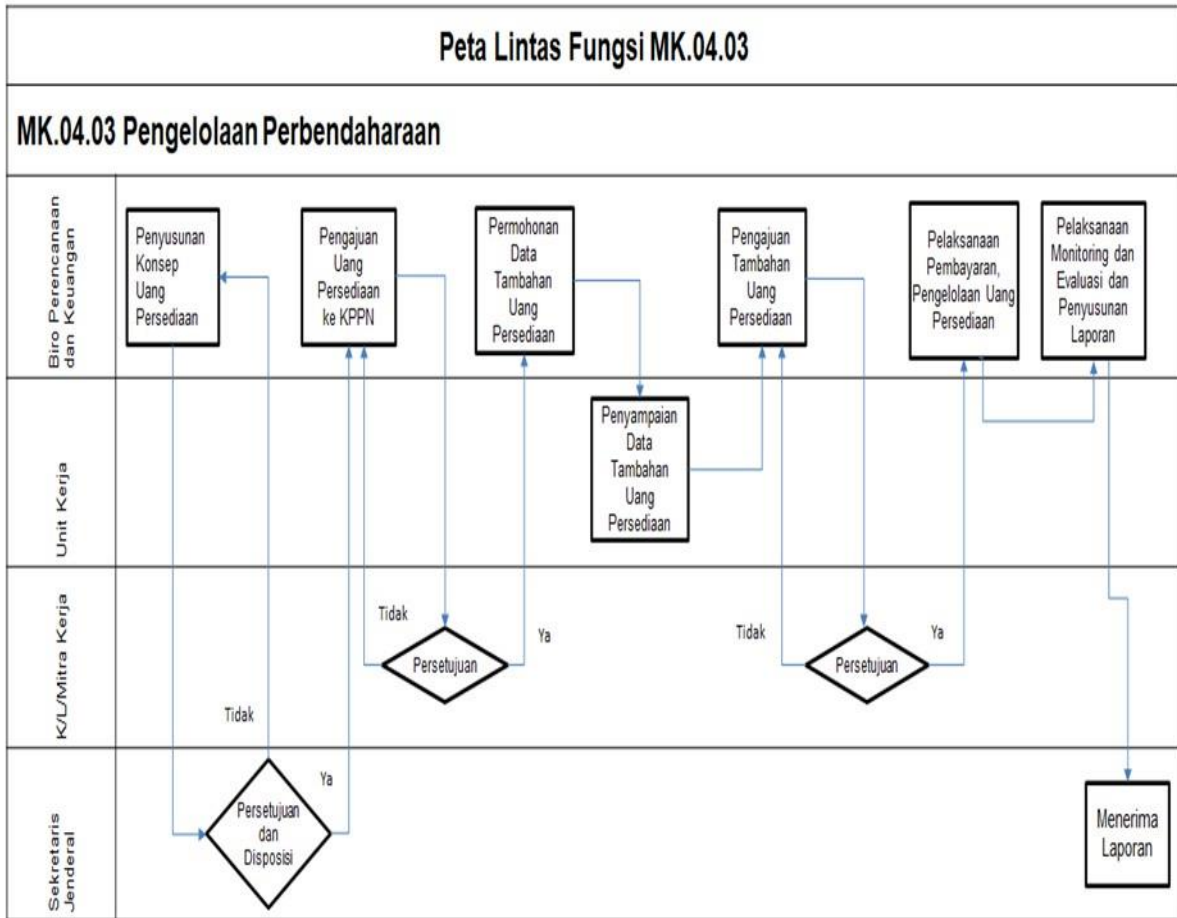 Peta Lintas Fungsi MK.04.03
MK.04.03 Pengelolaan Perbendaharaan
Biro Perencanaan
dan Keuangan
Penyusunan
Konsep
Uang
Persediaan
Pengajuan
Uang
Persediaan
ke KPPN
Permohonan
Data
Tambahan
Uang
Persediaan
Pengajuan
Tambahan
Uang
Persediaan
Pelaksanaan
Pembayaran,
Pengelolaan Uang
Persediaan
Pelaksanaan
Monitoring dan
Evaluasi dan
Penyusunan
Laporan
Unit Kerja
Penyampaian
Data
Tambahan
Uang
Persediaan
K/L/Mitra Kerja
Tidak
Persetujuan
Ya
Tidak
Persetujuan
Ya
Tidak
Sekretaris
Jenderal
Persetujuan
dan
Disposisi
Ya
Menerima
Laporan